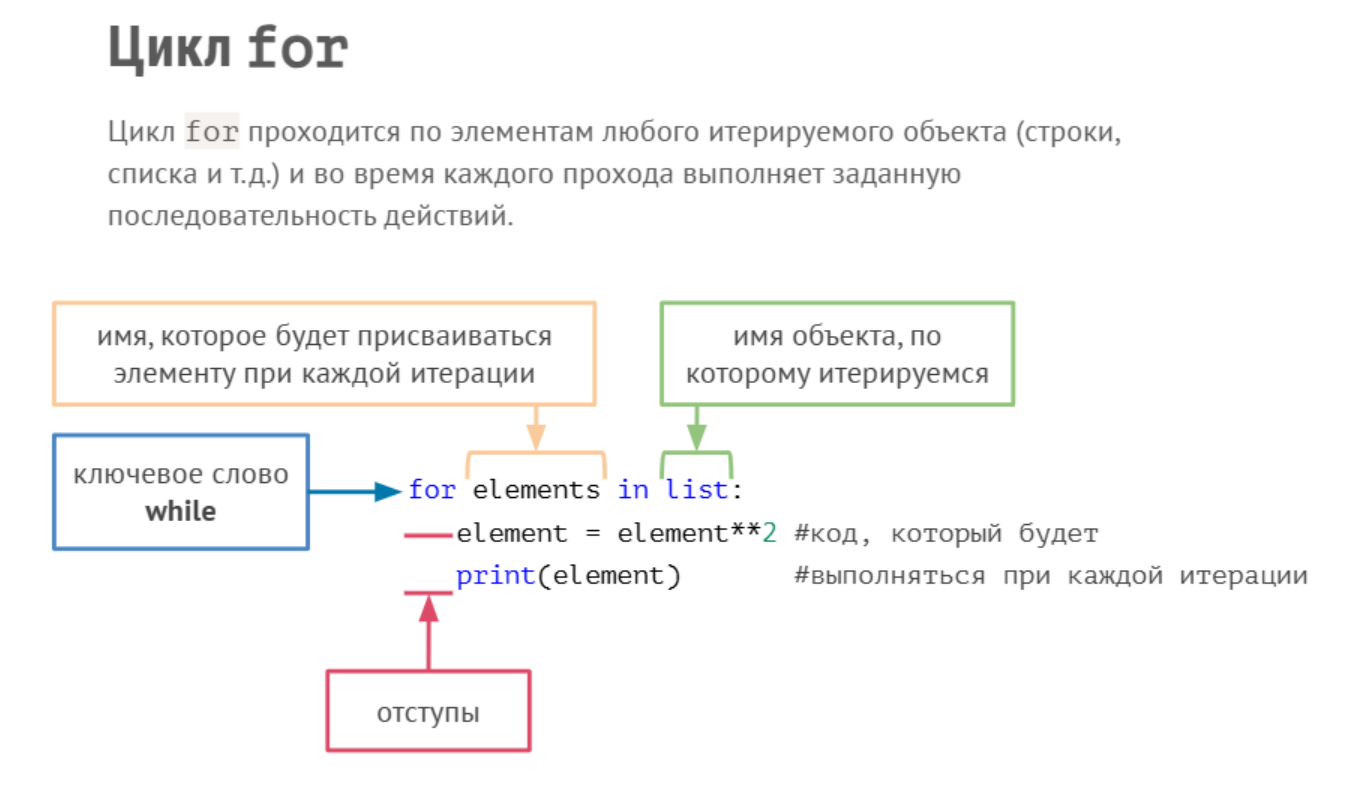 Цикл for
Цикл for проходится по элементам любого итерируемого объекта (строки,
списка и т.д.) и во время каждого прохода выполняет заданную
последовательность действий.
имя, которое будет присваиваться
элементу при каждой итерации
имя объекта, по
которому итерируемся
ключевое слово
while
for elements in list:
element = element**2 #код, который будет
print(element) #выполняться при каждой итерации
отступы